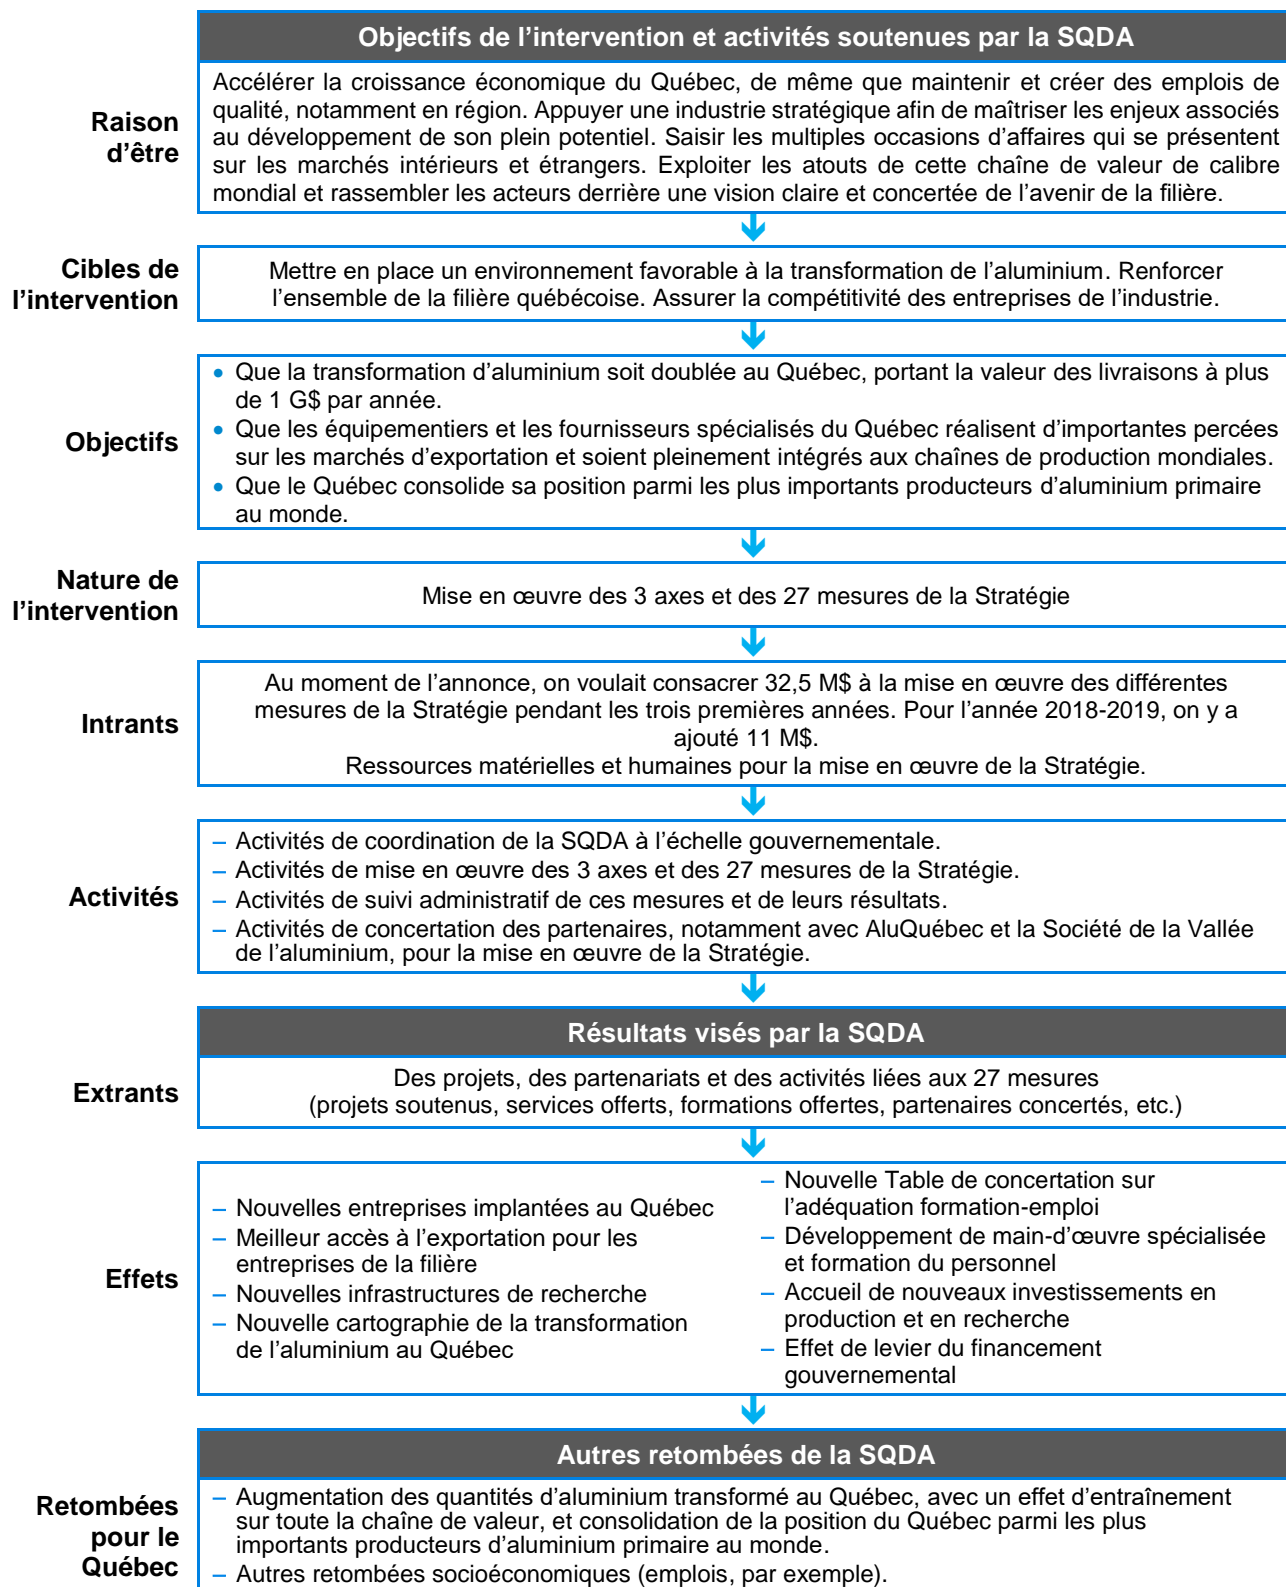 Objectifs de l’intervention et activités soutenues par la SQDA
Raison
d’être
Accélérer la croissance économique du Québec, de même que maintenir et créer des emplois de
qualité, notamment en région. Appuyer une industrie stratégique afin de maîtriser les enjeux associés
au développement de son plein potentiel. Saisir les multiples occasions d’affaires qui se présentent
sur les marchés intérieurs et étrangers. Exploiter les atouts de cette chaîne de valeur de calibre
mondial et rassembler les acteurs derrière une vision claire et concertée de l’avenir de la filière.
Cibles de
l’intervention
Mettre en place un environnement favorable à la transformation de l’aluminium. Renforcer
l’ensemble de la filière québécoise. Assurer la compétitivité des entreprises de l’industrie.
Objectifs
• Que la transformation d’aluminium soit doublée au Québec, portant la valeur des livraisons à plus
de 1 G$ par année.
• Que les équipementiers et les fournisseurs spécialisés du Québec réalisent d’importantes percées
sur les marchés d’exportation et soient pleinement intégrés aux chaînes de production mondiales.
• Que le Québec consolide sa position parmi les plus importants producteurs d’aluminium primaire
au monde.
Nature de
l’intervention
Mise en œuvre des 3 axes et des 27 mesures de la Stratégie
Intrants
Au moment de l’annonce, on voulait consacrer 32,5 M$ à la mise en œuvre des différentes
mesures de la Stratégie pendant les trois premières années. Pour l’année 2018-2019, on y a
ajouté 11 M$.
Ressources matérielles et humaines pour la mise en œuvre de la Stratégie.
Activités
– Activités de coordination de la SQDA à l’échelle gouvernementale.
– Activités de mise en œuvre des 3 axes et des 27 mesures de la Stratégie.
– Activités de suivi administratif de ces mesures et de leurs résultats.
– Activités de concertation des partenaires, notamment avec AluQuébec et la Société de la Vallée
de l’aluminium, pour la mise en œuvre de la Stratégie.
Résultats visés par la SQDA
Extrants
Des projets, des partenariats et des activités liées aux 27 mesures
(projets soutenus, services offerts, formations offertes, partenaires concertés, etc.)
Effets
– Nouvelles entreprises implantées au Québec
– Meilleur accès à l’exportation pour les
entreprises de la filière
– Nouvelles infrastructures de recherche
– Nouvelle cartographie de la transformation
de l’aluminium au Québec
– Nouvelle Table de concertation sur
l’adéquation formation-emploi
– Développement de main-d’œuvre spécialisée
et formation du personnel
– Accueil de nouveaux investissements en
production et en recherche
– Effet de levier du financement
gouvernemental
Autres retombées de la SQDA
Retombées
pour le
Québec
– Augmentation des quantités d’aluminium transformé au Québec, avec un effet d’entraînement
sur toute la chaîne de valeur, et consolidation de la position du Québec parmi les plus
importants producteurs d’aluminium primaire au monde.
– Autres retombées socioéconomiques (emplois, par exemple).